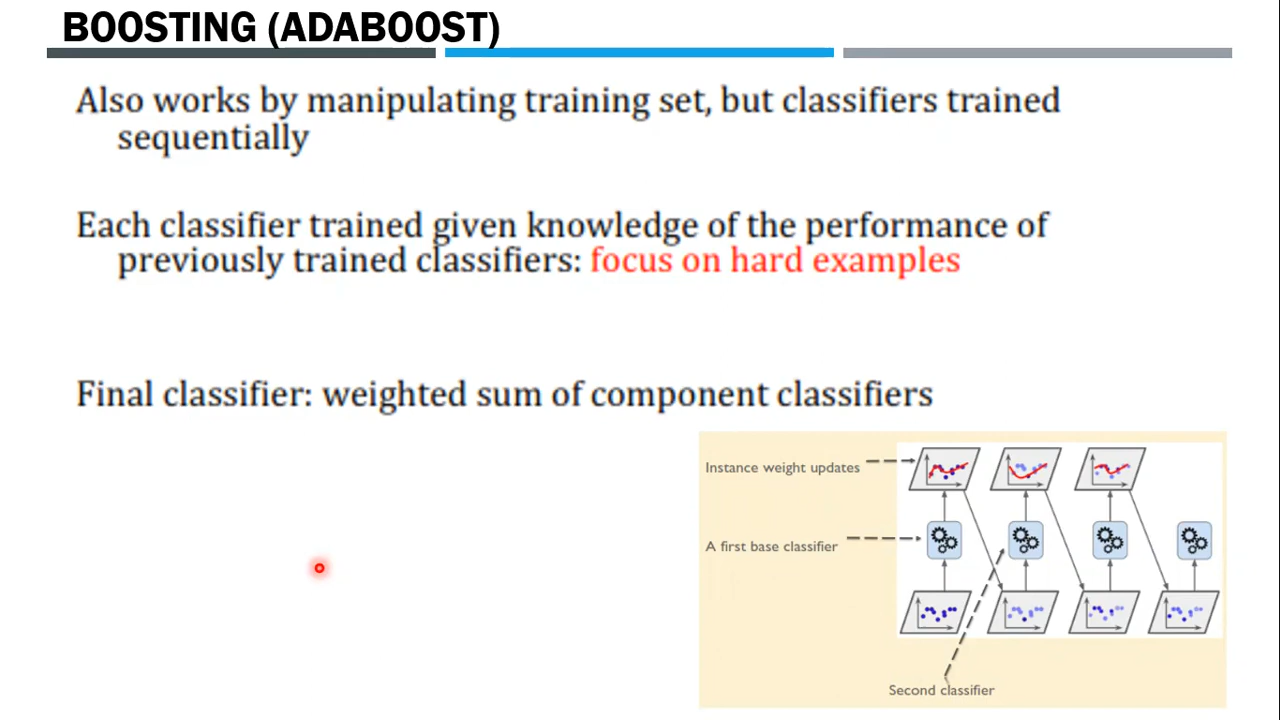 BOOSTING (ADABOOST)
Also works by manipulating training set, but classifiers trained
sequentially
Each classifier trained given knowledge of the performance of
previously trained classifiers: focus on hard examples
Final classifier: weighted sum of component classifiers
Instance weight updates
A first base classifier
Second classifier